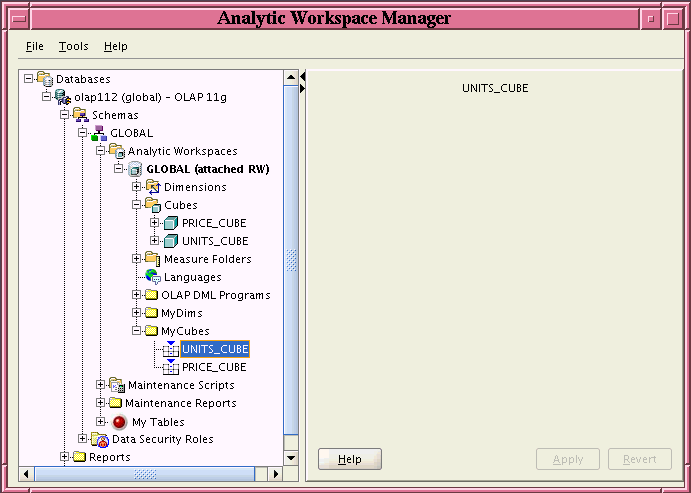 Analytic Workspace Manager
File Tools Help
Databases
olap112 (global) - OLAP 11g
Schemas
GLOBAL
Analytic Workspaces
GLOBAL (attached RW)
Dimensions
Cubes
PRICE_CUBE
UNITS_CUBE
Measure Folders
Languages
OLAP DML Programs
MyDims
MyCubes
UNITS_CUBE
PRICE_CUBE
Maintenance Scripts
Maintenance Reports
My Tables
Data Security Roles
Reports
UNITS_CUBE
Help Apply Revert